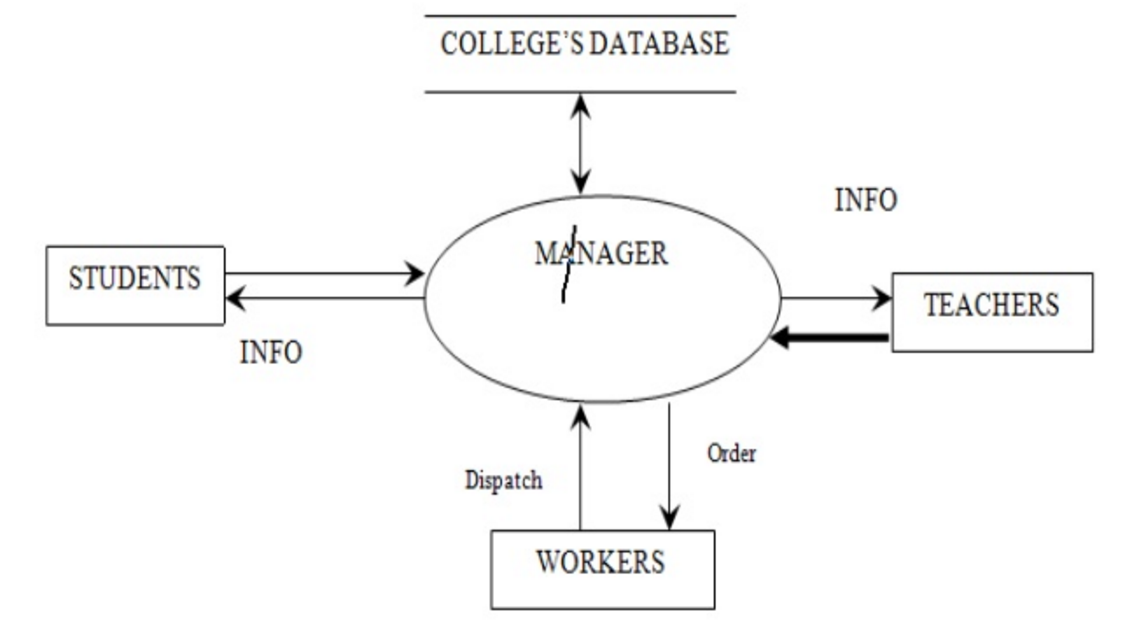 COLLEGE'S DATABASE
INFO
MANAGER
STUDENTS
TEACHERS
INFO
Order
Dispatch
WORKERS